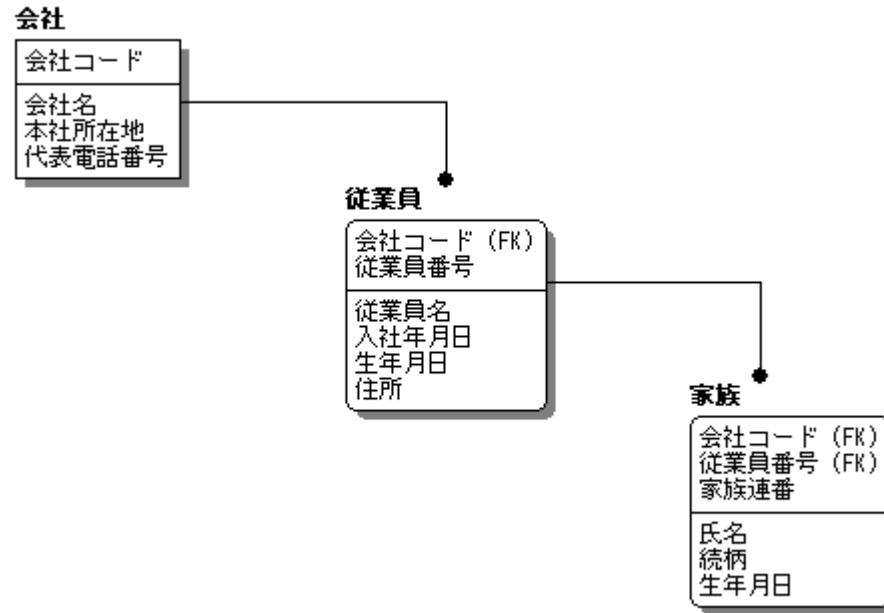 会社
会社コード
会社名
本社所在地
代表電話番号
従業員
会社コード (FK)
従業員番号
従業員名
入社年月日
生年月日
住所
家族
会社コード (FK)
従業員番号 (FK)
家族連番
氏名
続柄
生年月日